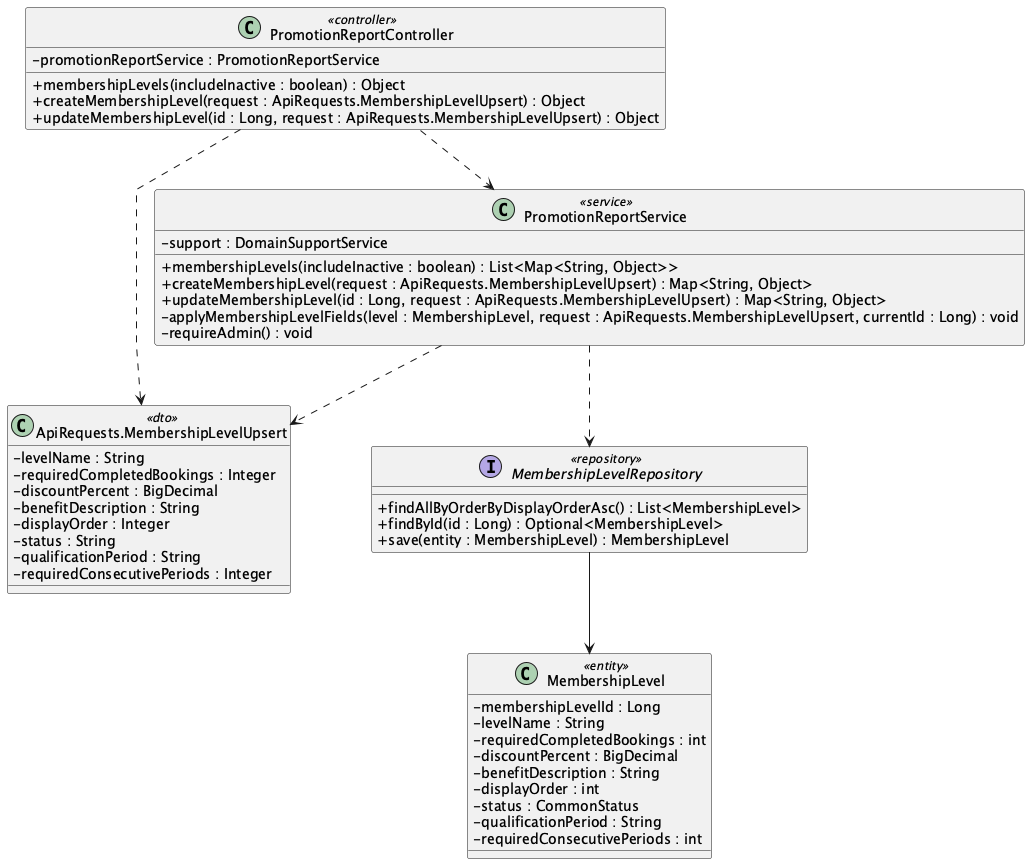 C
«controller»
PromotionReportController
-promotionReportService : PromotionReportService
+membershipLevels(includeInactive : boolean) : Object
+createMembershipLevel(request : ApiRequests.MembershipLevelUpsert) : Object
+updateMembershipLevel(id : Long, request : ApiRequests.MembershipLevelUpsert) : Object
C
«service»
PromotionReportService
-support : DomainSupportService
+membershipLevels(includeInactive : boolean) : List<Map<String, Object>>
+createMembershipLevel(request : ApiRequests.MembershipLevelUpsert) : Map<String, Object>
+updateMembershipLevel(id : Long, request : ApiRequests.MembershipLevelUpsert) : Map<String, Object>
-applyMembershipLevelFields(level : MembershipLevel, request : ApiRequests.MembershipLevelUpsert, currentId : Long) : void
-requireAdmin() : void
C
«dto»
ApiRequests.MembershipLevelUpsert
-levelName : String
-requiredCompletedBookings : Integer
-discountPercent : BigDecimal
-benefitDescription : String
-displayOrder : Integer
-status : String
-qualificationPeriod : String
-requiredConsecutivePeriods : Integer
I
«repository»
MembershipLevelRepository
+findAllByOrderByDisplayOrderAsc() : List<MembershipLevel>
+findById(id : Long) : Optional<MembershipLevel>
+save(entity : MembershipLevel) : MembershipLevel
C
«entity»
MembershipLevel
-membershipLevelId : Long
-levelName : String
-requiredCompletedBookings : int
-discountPercent : BigDecimal
-benefitDescription : String
-displayOrder : int
-status : CommonStatus
-qualificationPeriod : String
-requiredConsecutivePeriods : int